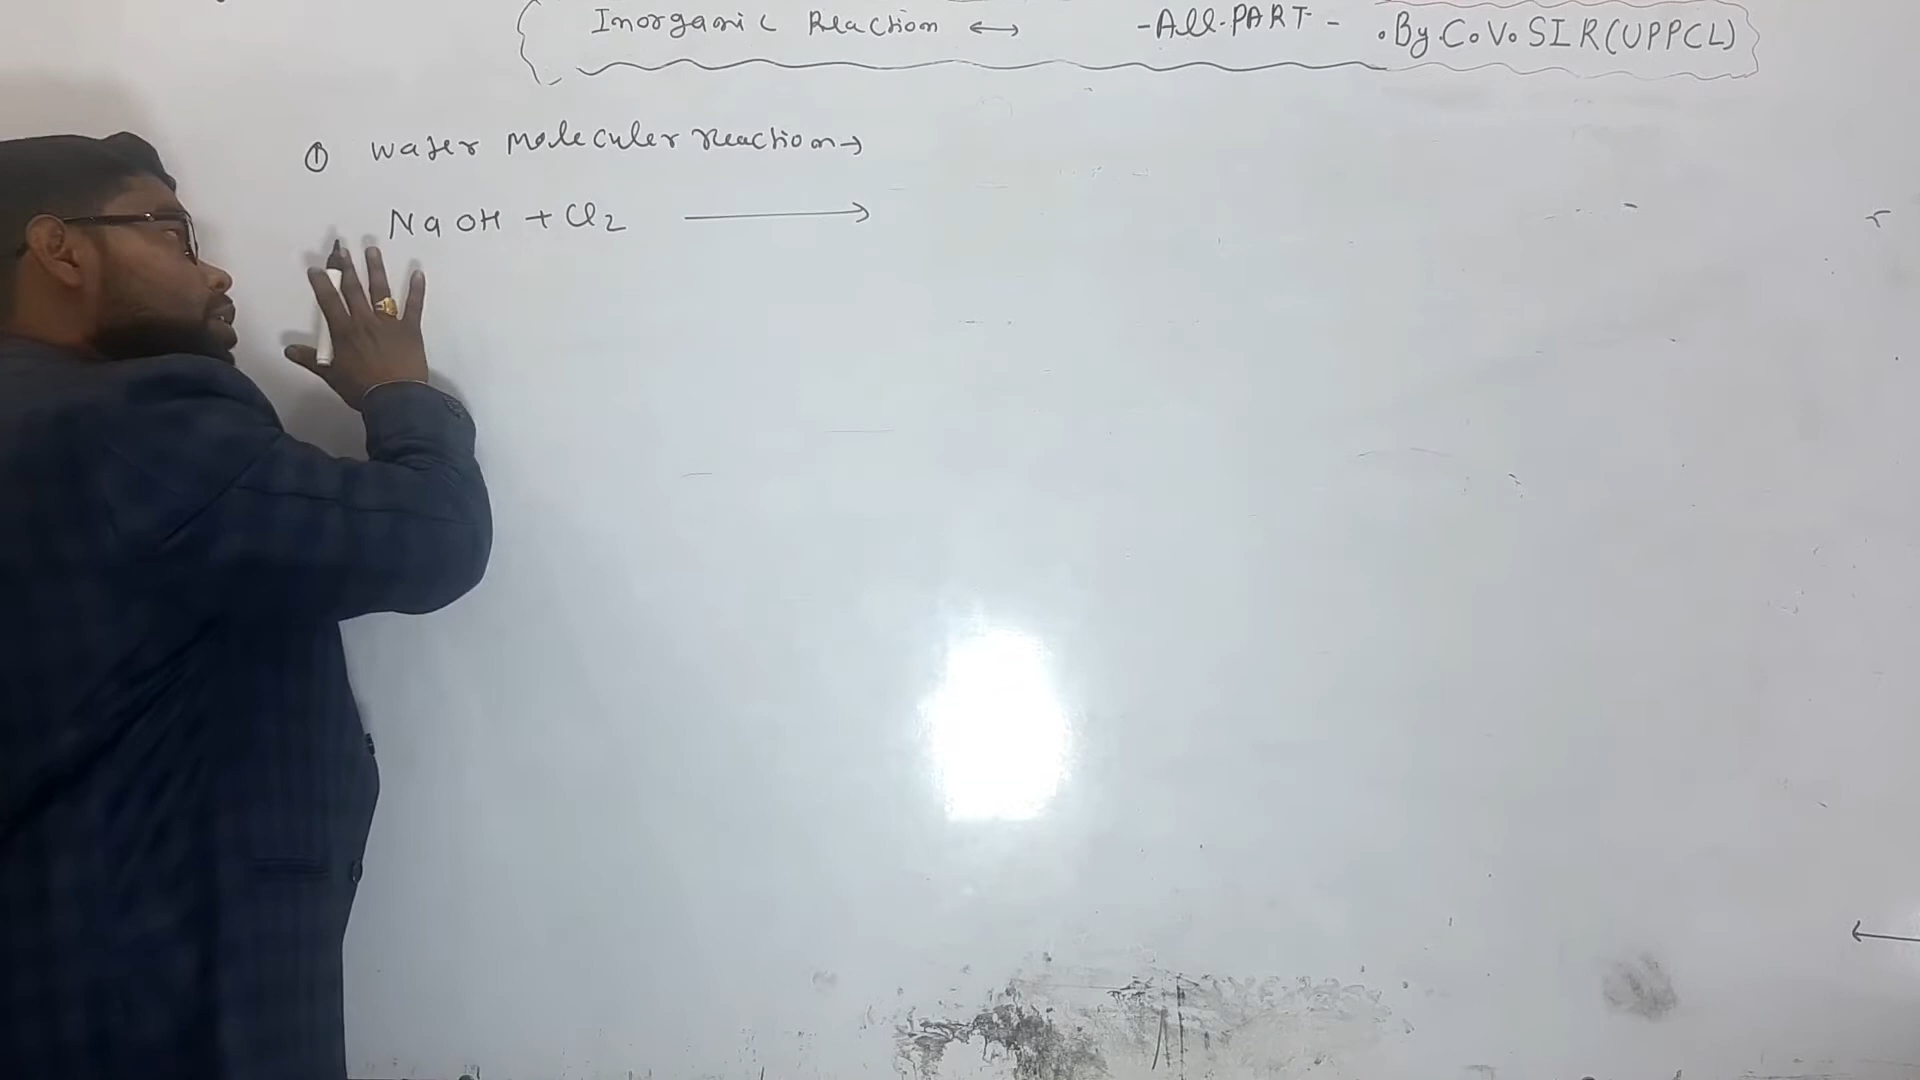 Inorganic Reaction ↔ -All-PART- •By.C.V.SIR(UPPCL)
① Water Moleculer reaction→
NaOH + Cl2 ⟶